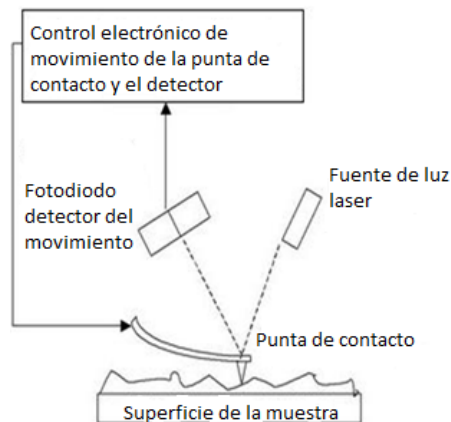 Control electrónico de
movimiento de la punta de
contacto y el detector
Fotodiodo
detector del
movimiento
Fuente de luz
laser
Punta de contacto
Superficie de la muestra